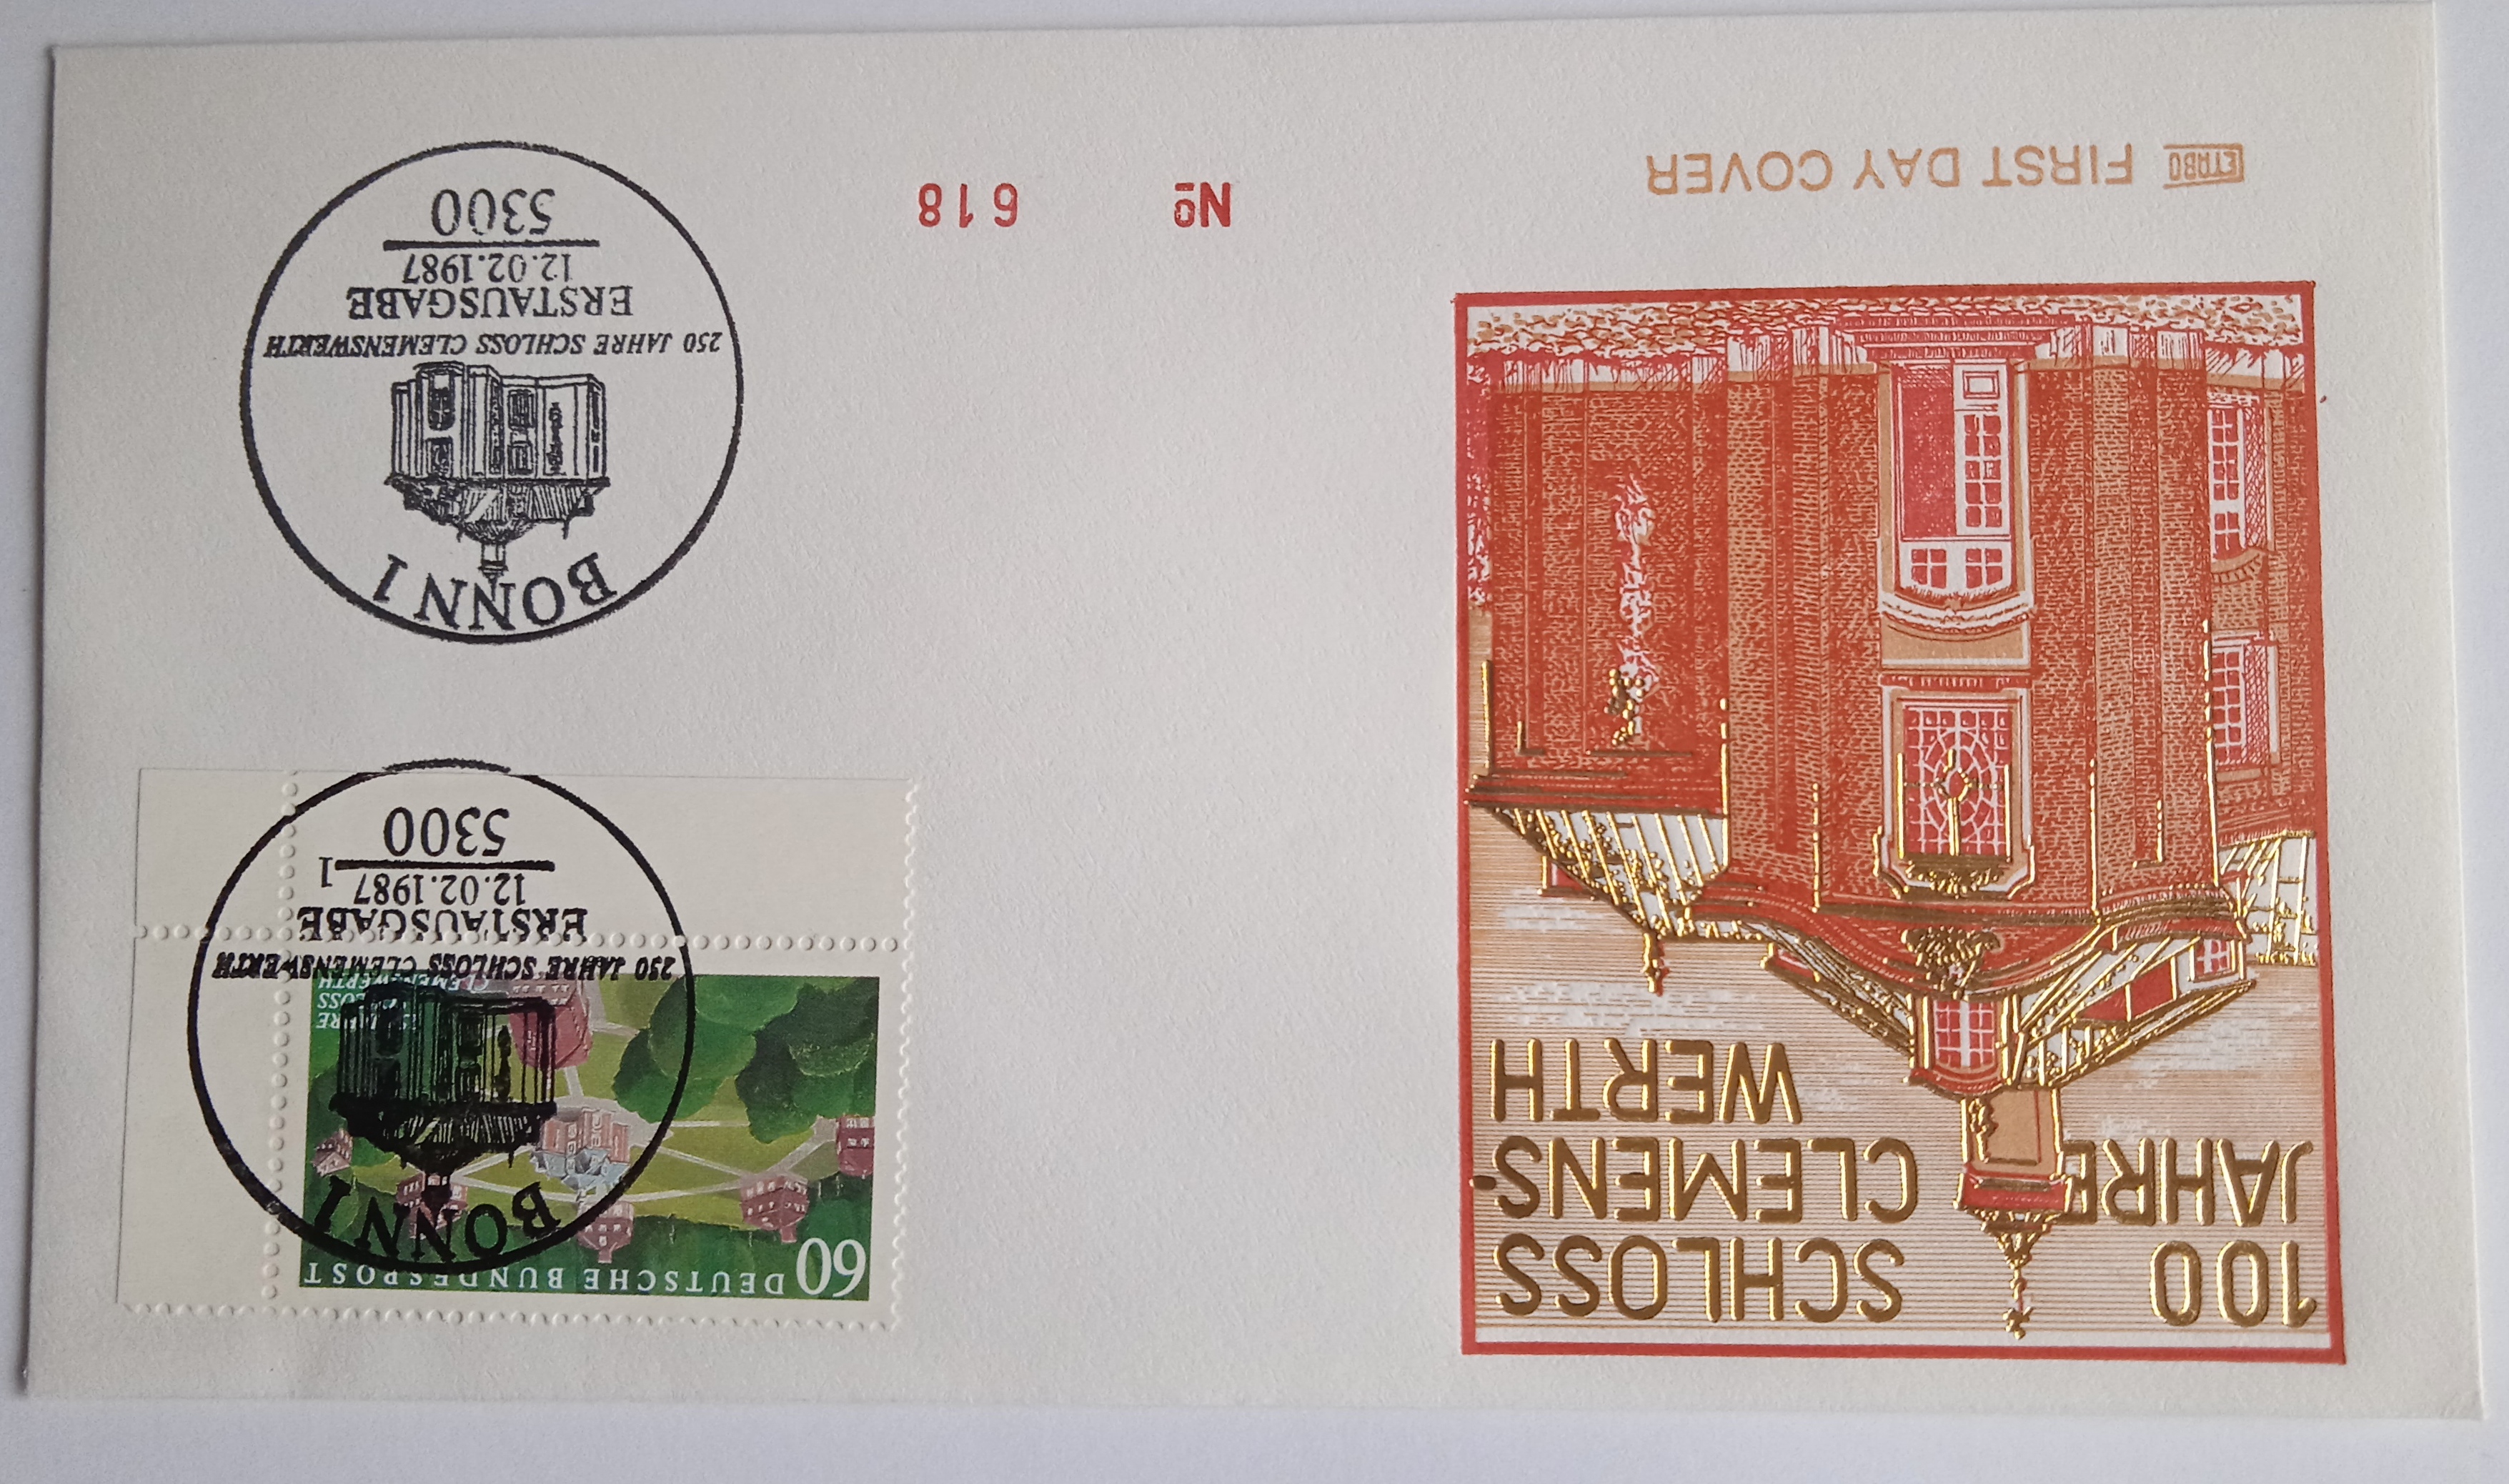 100
JAHRE
SCHLOSS
CLEMENS-
WERTH
ETABO FIRST DAY COVER
Nº 618
60 DEUTSCHE BUNDESPOST
JAHRE
SCHLOSS
CLEMENSWERTH
BONN 1
250 JAHRE SCHLOSS CLEMENSWERTH
ERSTAUSGABE
12.02.1987
1
5300
BONN 1
250 JAHRE SCHLOSS CLEMENSWERTH
ERSTAUSGABE
12.02.1987
5300